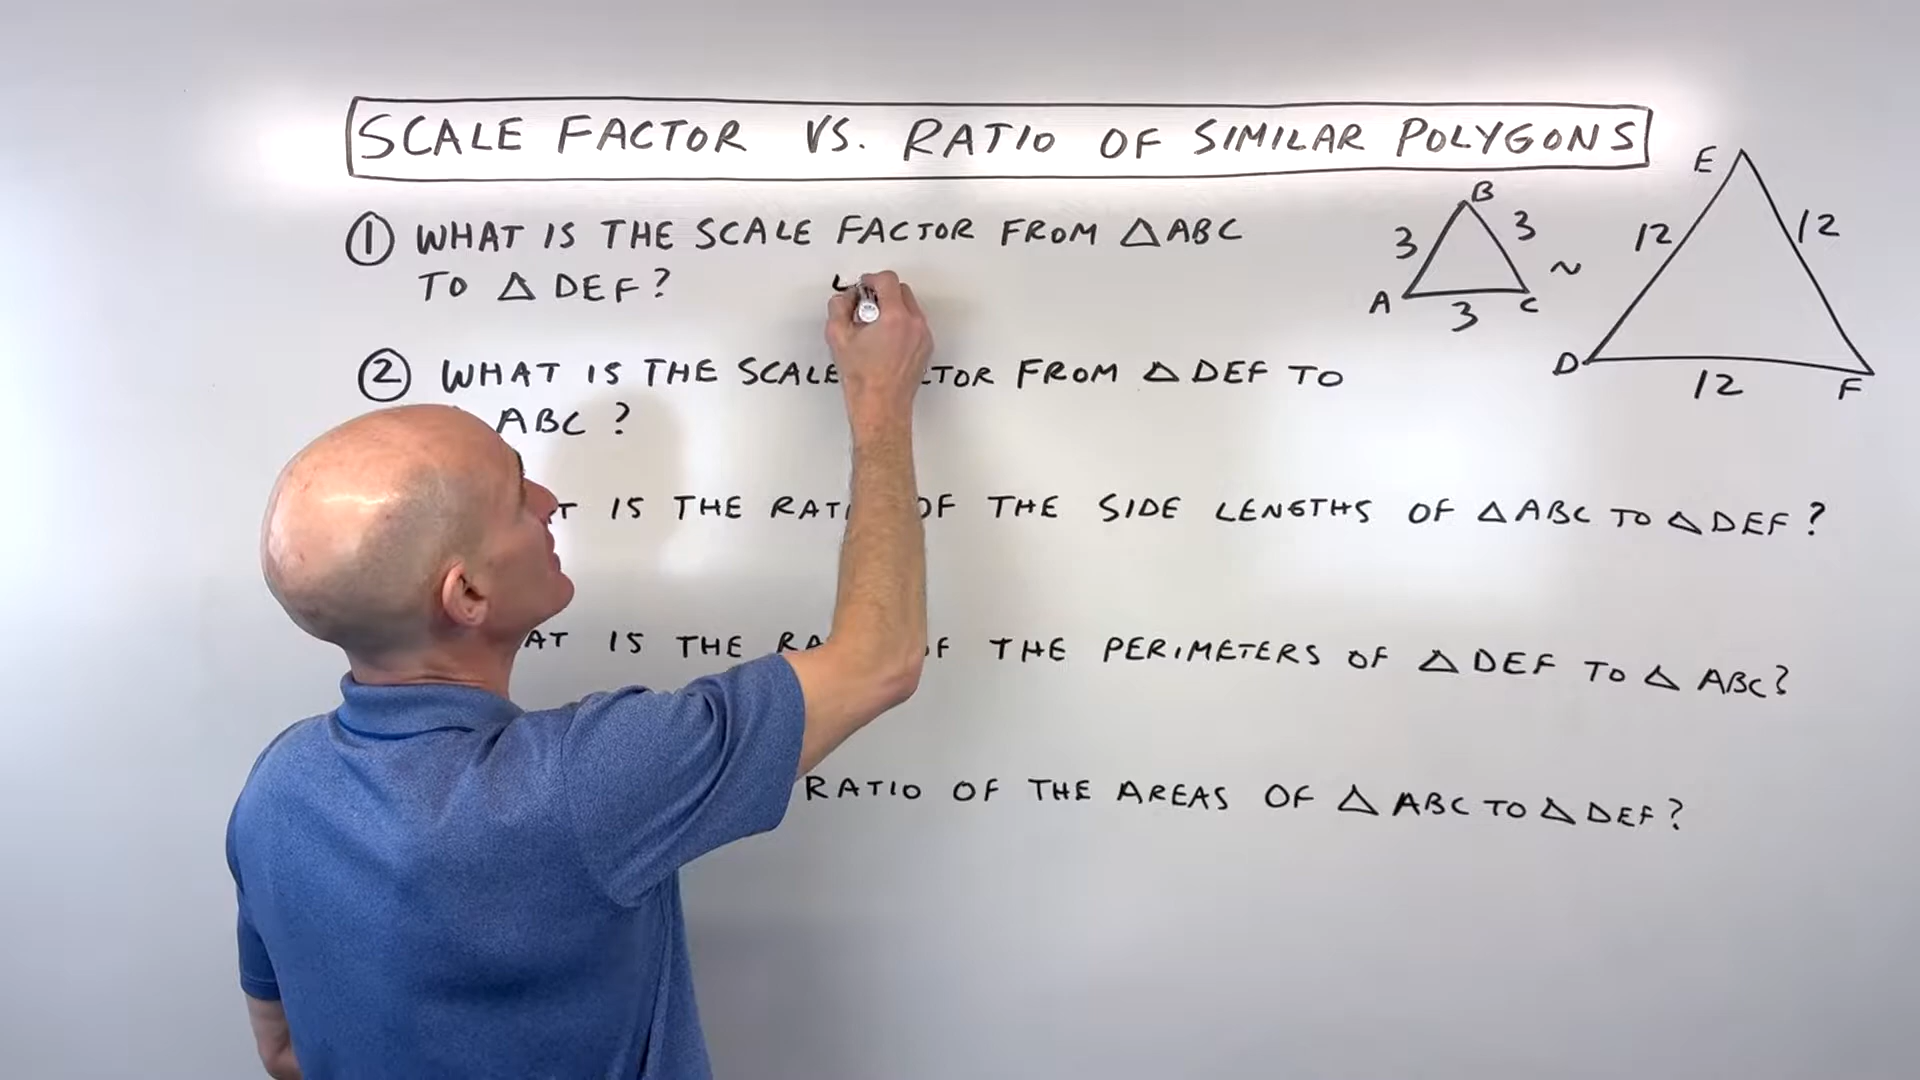 SCALE FACTOR VS. RATIO OF SIMILAR POLYGONS
① WHAT IS THE SCALE FACTOR FROM △ABC
TO △ DEF?
② WHAT IS THE SCALE FROM △ DEF TO
ABC ?
IS THE OF THE SIDE LENGTHS OF △ABC TO △DEF?
IS THE THE PERIMETERS OF △ DEF TO △ ABC?
RATIO OF THE AREAS OF △ ABC TO △ DEF?
B
3
3
A
3
C
~
E
12
12
D
12
F